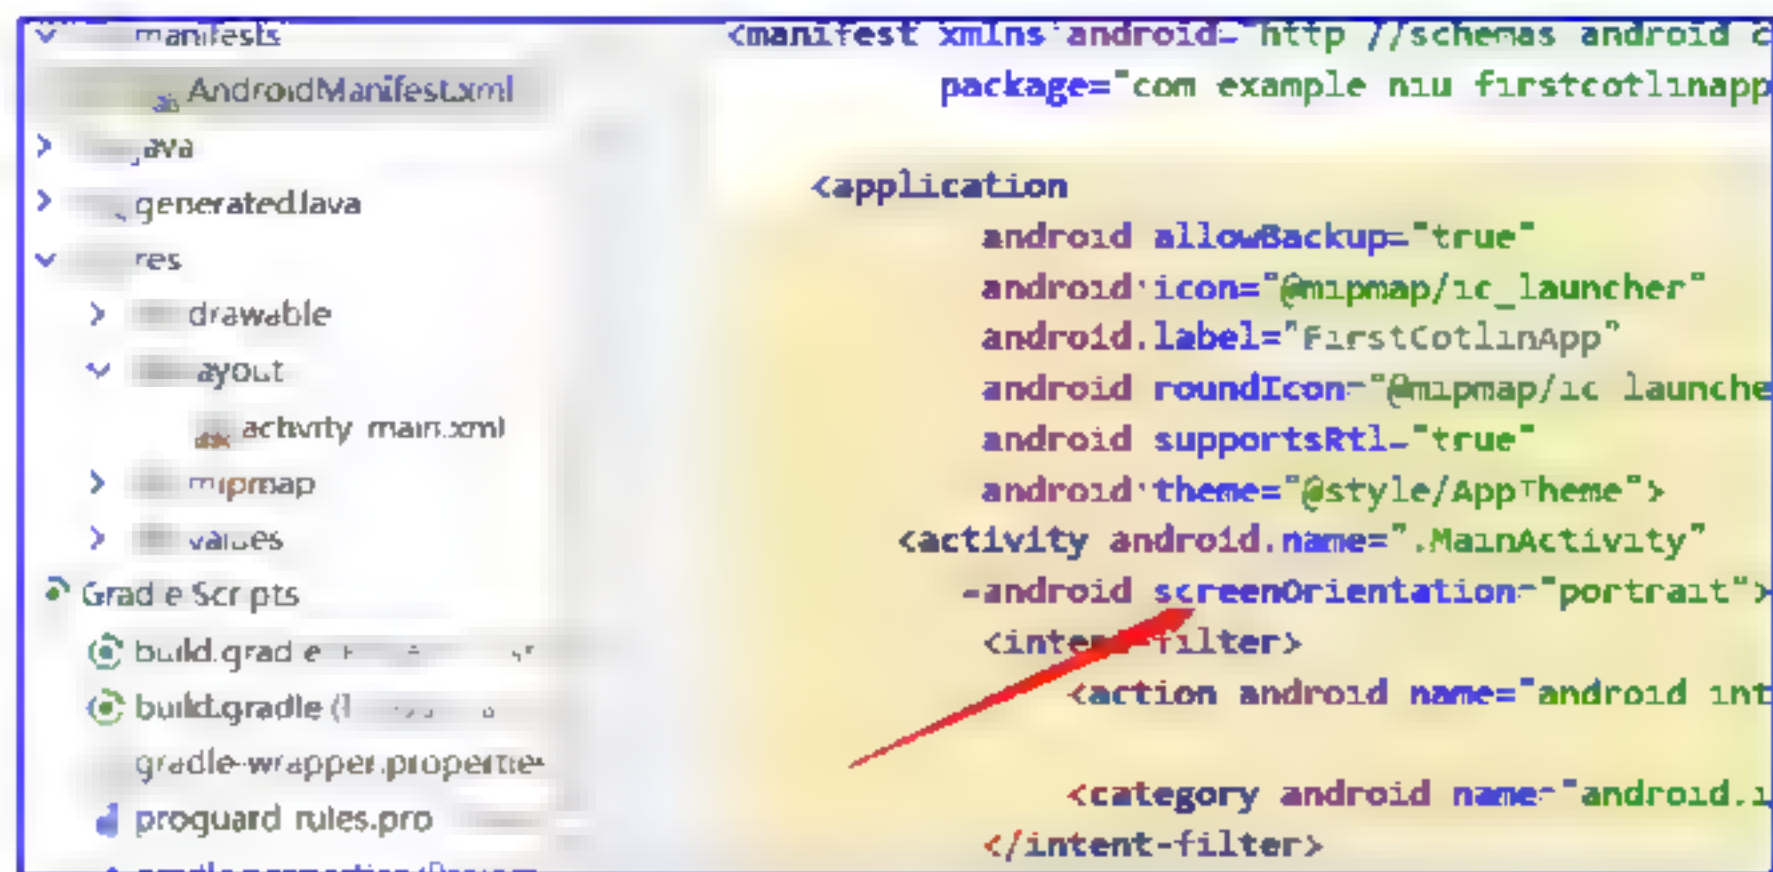 manifests
AndroidManifest.xml
java
generatedJava
res
drawable
layout
activity_main.xml
mipmap
values
Gradle Scripts
build.gradle
build.gradle
gradle-wrapper.propertie
proguard-rules.pro
<manifest xmlns:android="http://schemas.android.c
package="com.example.niu.firstcotlinapp
<application
android:allowBackup="true"
android:icon="@mipmap/ic_launcher"
android:label="FirstCotlinApp"
android:roundIcon="@mipmap/ic_launche
android:supportsRtl="true"
android:theme="@style/AppTheme">
<activity android:name=".MainActivity"
android:screenOrientation="portrait">
<intent-filter>
<action android:name="android.int
<category android:name="android.i
</intent-filter>